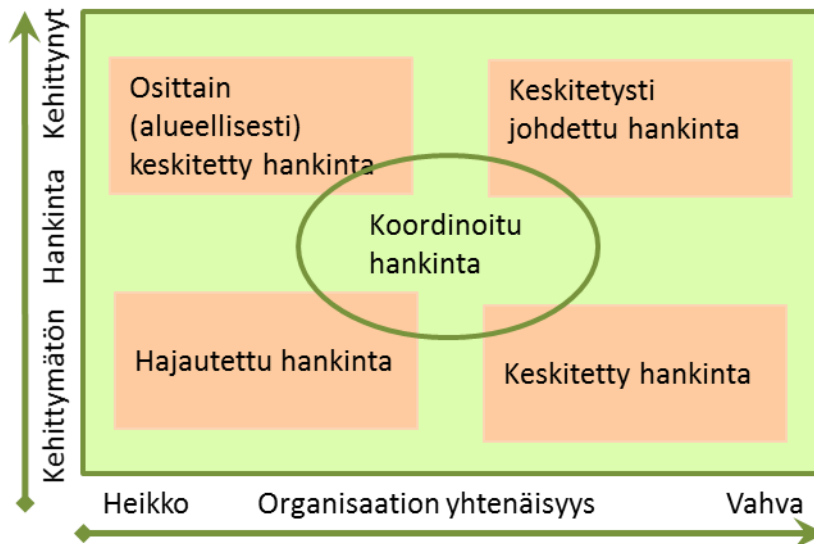 Kehittymätön Hankinta Kehittynyt
Osittain
(alueellisesti)
keskitetty hankinta
Keskitetysti
johdettu hankinta
Koordinoitu
hankinta
Hajautettu hankinta
Keskitetty hankinta
Heikko Organisaation yhtenäisyys Vahva